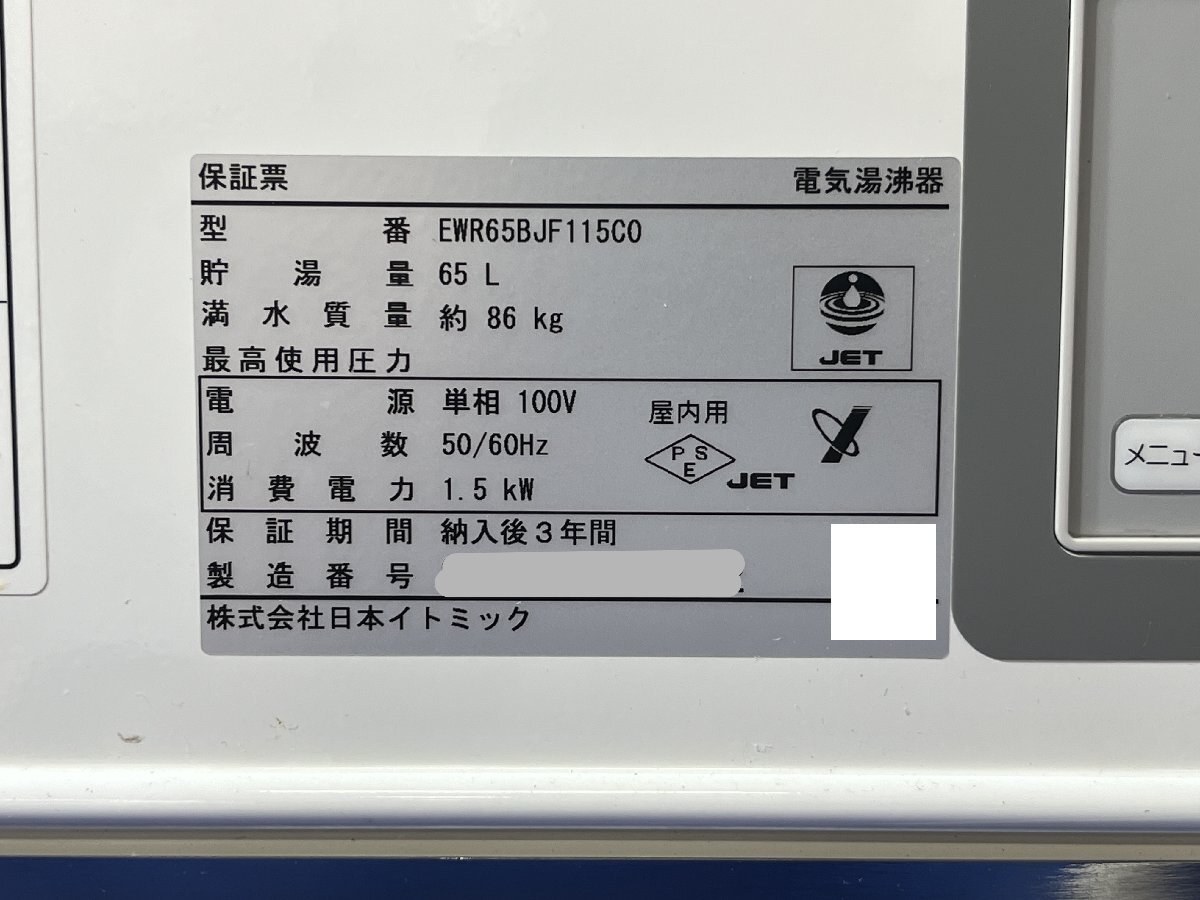 保証票 電気湯沸器
型番 EWR65BJF115C0
貯湯量 65 L
満水質量 約 86 kg
最高使用圧力
JET
電源 単相 100V
屋内用
周波数 50/60Hz
PSE JET
消費電力 1.5 kW
保証期間 納入後3年間
製造番号
株式会社日本イトミック
メニュー